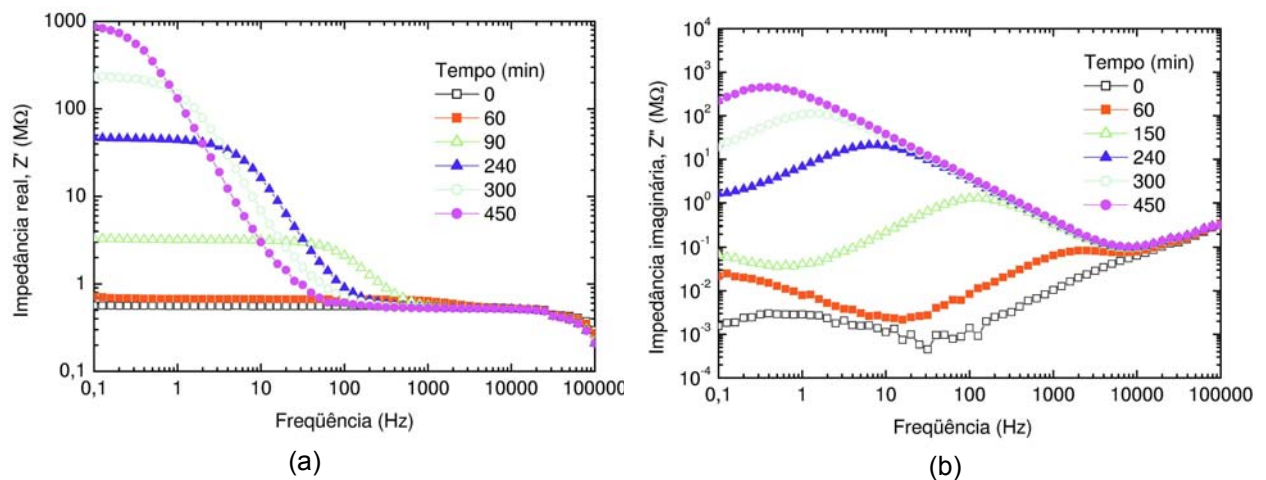 1000
100
10
1
0,1
Impedância real, Z' (MΩ)
Tempo (min)
0
60
90
240
300
450
0,1 1 10 100 1000 10000 100000
Freqüência (Hz)
(a)
10⁴
10³
10²
10¹
10⁰
10⁻¹
10⁻²
10⁻³
10⁻⁴
Impedância imaginária, Z" (MΩ)
Tempo (min)
0
60
150
240
300
450
0,1 1 10 100 1000 10000 100000
Freqüência (Hz)
(b)